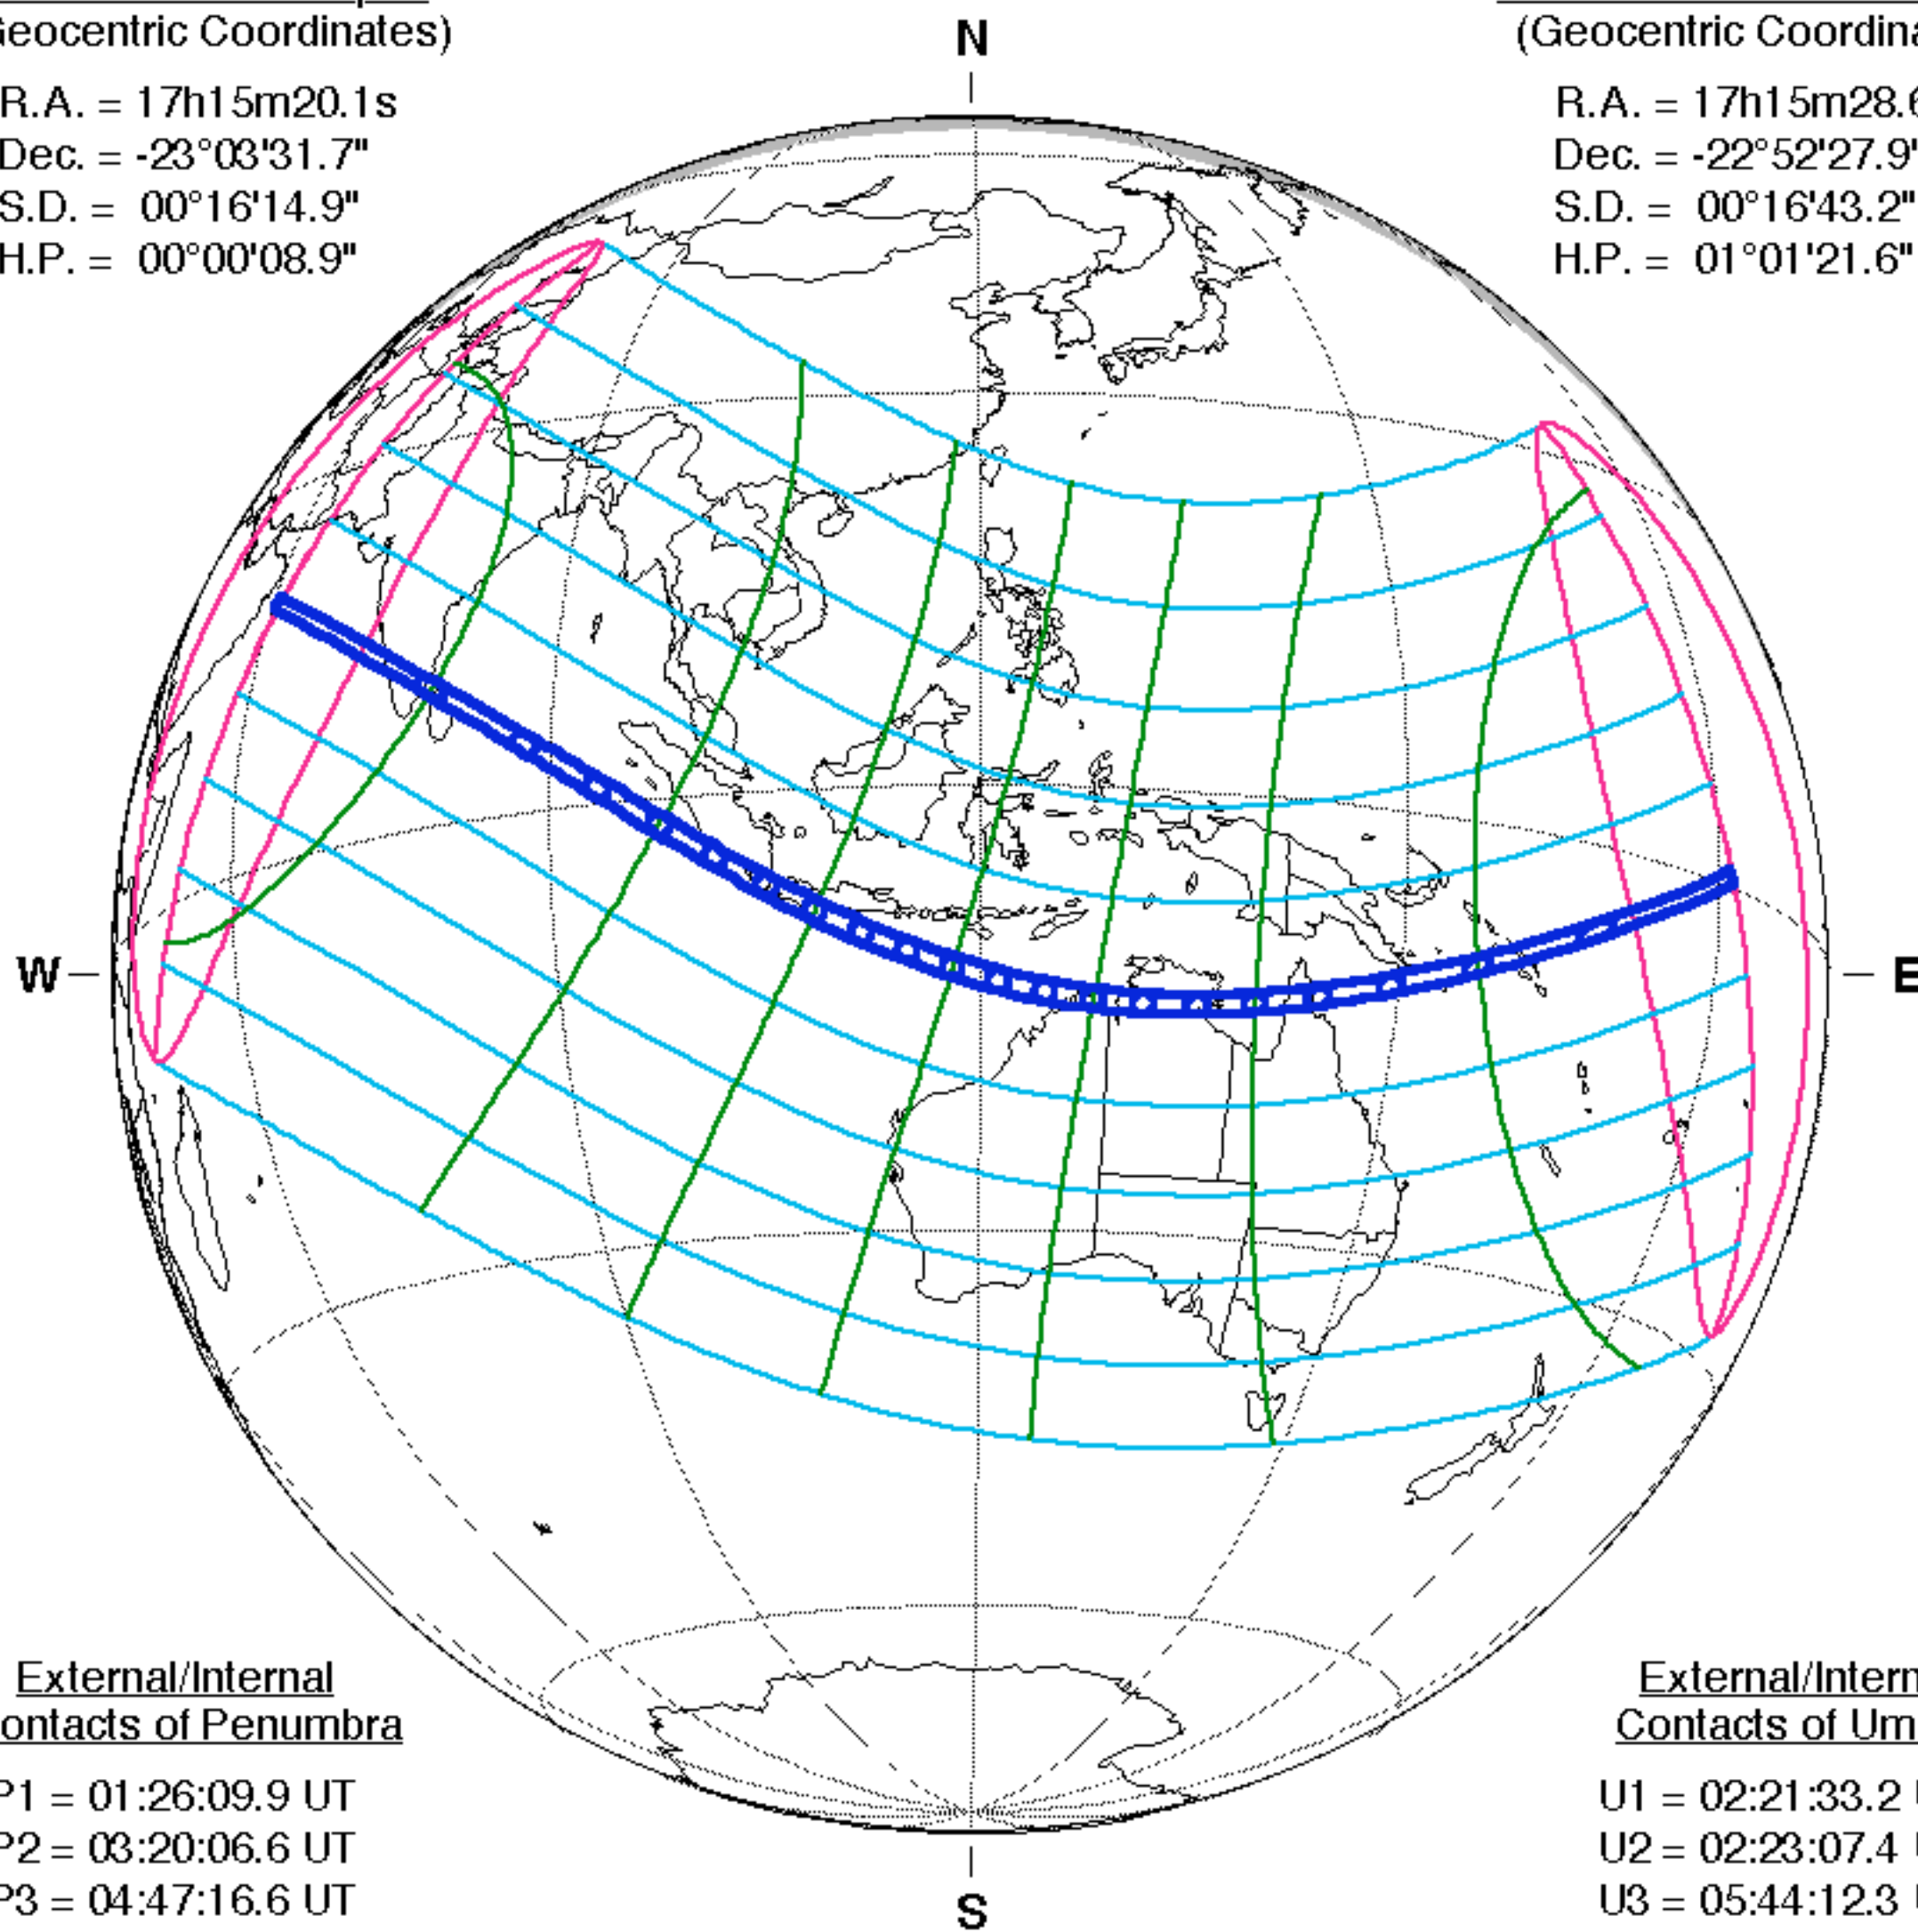 eocentric Coordinates)
R.A. = 17h15m20.1s
Dec. = -23°03'31.7"
S.D. = 00°16'14.9"
H.P. = 00°00'08.9"
N
(Geocentric Coordina
R.A. = 17h15m28.6
Dec. = -22°52'27.9'
S.D. = 00°16'43.2"
H.P. = 01°01'21.6"
W
E
External/Internal
ontacts of Penumbra
P1 = 01:26:09.9 UT
P2 = 03:20:06.6 UT
P3 = 04:47:16.6 UT
S
External/Intern
Contacts of Um
U1 = 02:21:33.2
U2 = 02:23:07.4
U3 = 05:44:12.3